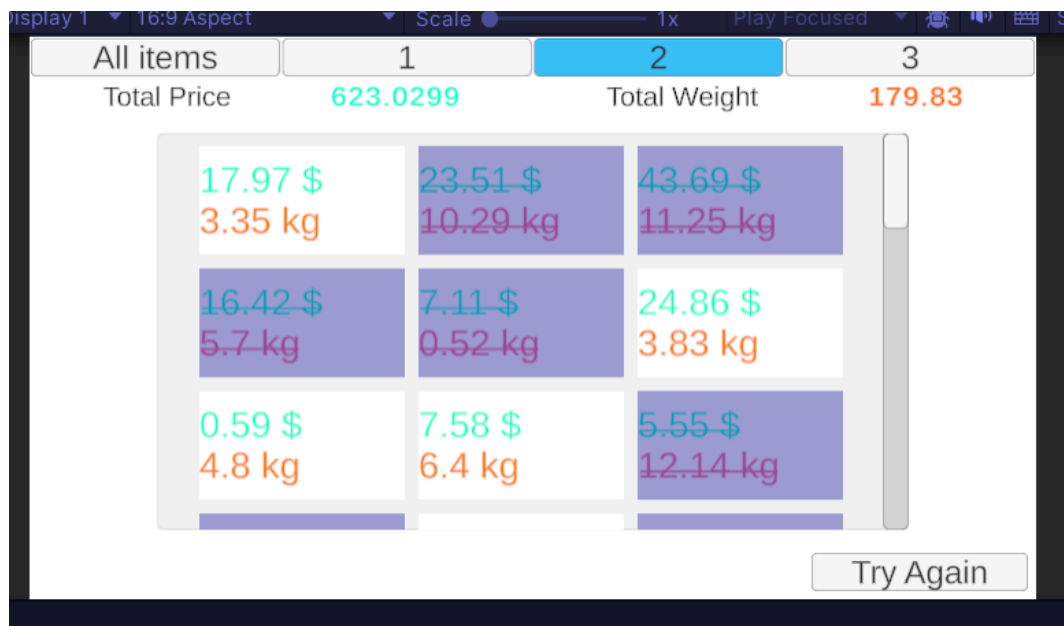 Display 1 16:9 Aspect Scale 1x Play Focused
All items 1 2 3
Total Price 623.0299 Total Weight 179.83
17.97 $ 23.51 $ 43.69 $
3.35 kg 10.29 kg 11.25 kg
16.42 $ 7.11 $ 24.86 $
5.7 kg 0.52 kg 3.83 kg
0.59 $ 7.58 $ 5.55 $
4.8 kg 6.4 kg 12.14 kg
Try Again